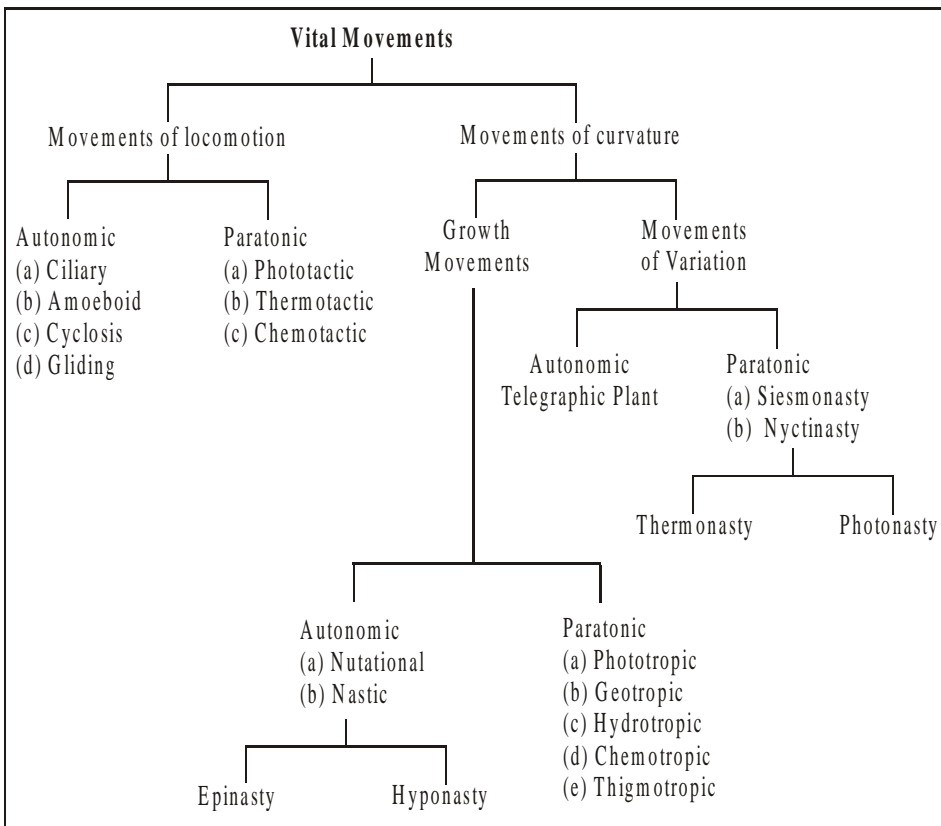 Vital Movements
Movements of locomotion
Movements of curvature
Autonomic
(a) Ciliary
(b) Amoeboid
(c) Cyclosis
(d) Gliding
Paratonic
(a) Phototactic
(b) Thermotactic
(c) Chemotactic
Growth
Movements
Movements
of Variation
Autonomic
Telegraphic Plant
Paratonic
(a) Siesmonasty
(b) Nyctinasty
Thermonasty
Photonasty
Autonomic
(a) Nutational
(b) Nastic
Epinasty
Hyponasty
Paratonic
(a) Phototropic
(b) Geotropic
(c) Hydrotropic
(d) Chemotropic
(e) Thigmotropic